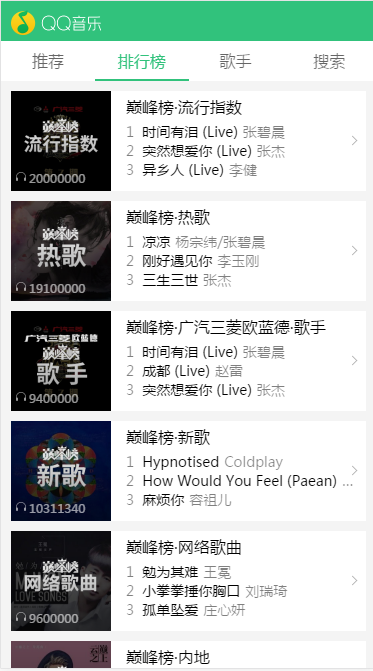 QQ音乐
推荐 排行榜 歌手 搜索
巅峰榜
流行指数
20000000
巅峰榜·流行指数
1 时间有泪 (Live) 张碧晨
2 突然想爱你 (Live) 张杰
3 异乡人 (Live) 李健
巅峰榜
热歌
19100000
巅峰榜·热歌
1 凉凉 杨宗纬/张碧晨
2 刚好遇见你 李玉刚
3 三生三世 张杰
巅峰榜
广汽三菱欧蓝德
歌手
9400000
巅峰榜·广汽三菱欧蓝德·歌手
1 时间有泪 (Live) 张碧晨
2 成都 (Live) 赵雷
3 突然想爱你 (Live) 张杰
巅峰榜
新歌
10311340
巅峰榜·新歌
1 Hypnotised Coldplay
2 How Would You Feel (Paean) ...
3 麻烦你 容祖儿
巅峰榜
网络歌曲
LOVE SONGS
9600000
巅峰榜·网络歌曲
1 勉为其难 王冕
2 小拳拳捶你胸口 刘瑞琦
3 孤单坠爱 庄心妍
巅峰榜·内地